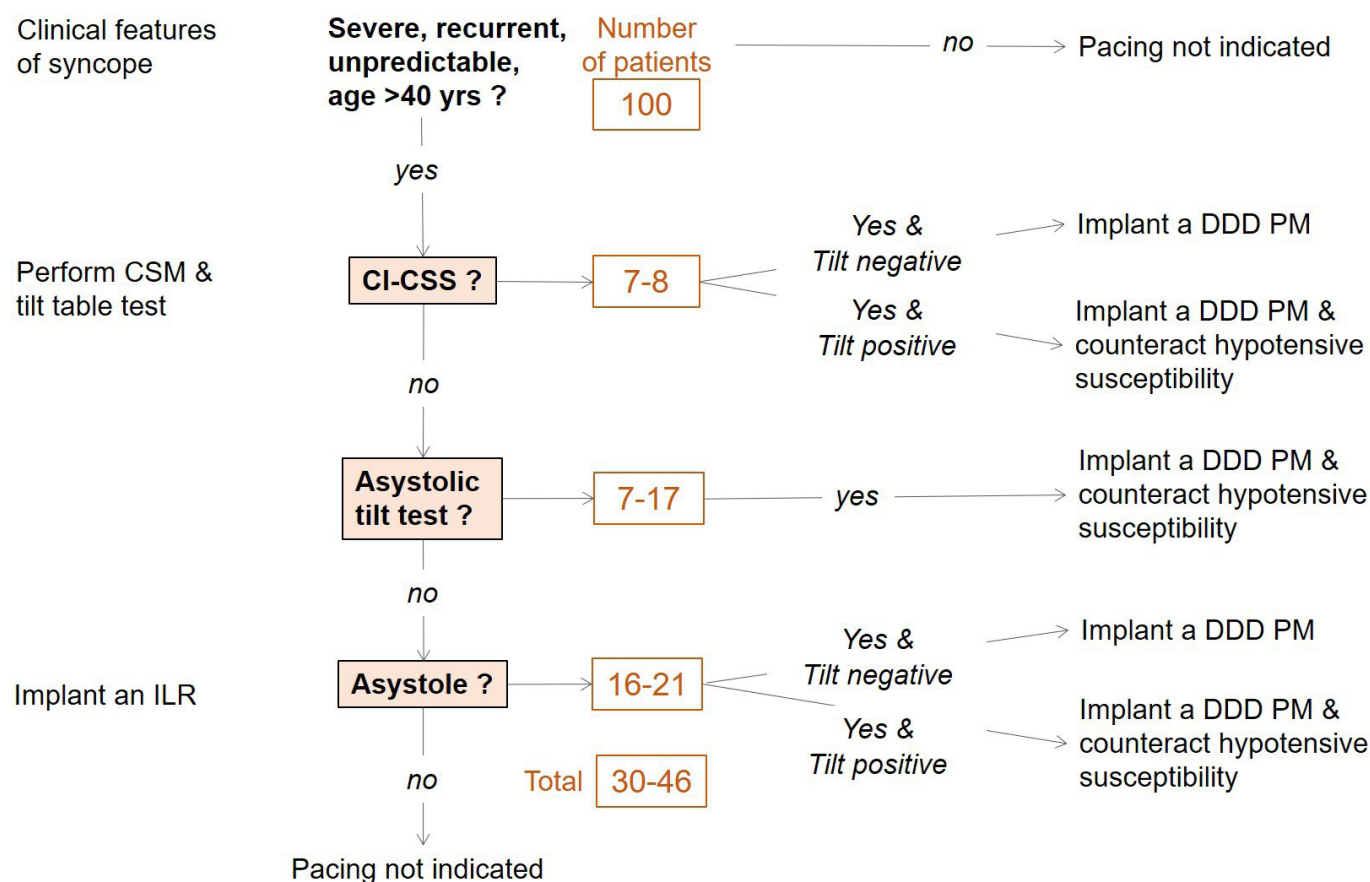 Clinical features
of syncope
Severe, recurrent,
unpredictable,
age >40 yrs ?
Number
of patients
100
no
Pacing not indicated
yes
Perform CSM &
tilt table test
CI-CSS ?
7-8
Yes &
Tilt negative
Implant a DDD PM
Yes &
Tilt positive
Implant a DDD PM &
counteract hypotensive
susceptibility
no
Asystolic
tilt test ?
7-17
yes
Implant a DDD PM &
counteract hypotensive
susceptibility
no
Implant an ILR
Asystole ?
16-21
Yes &
Tilt negative
Implant a DDD PM
Yes &
Tilt positive
Implant a DDD PM &
counteract hypotensive
susceptibility
no
Total
30-46
Pacing not indicated